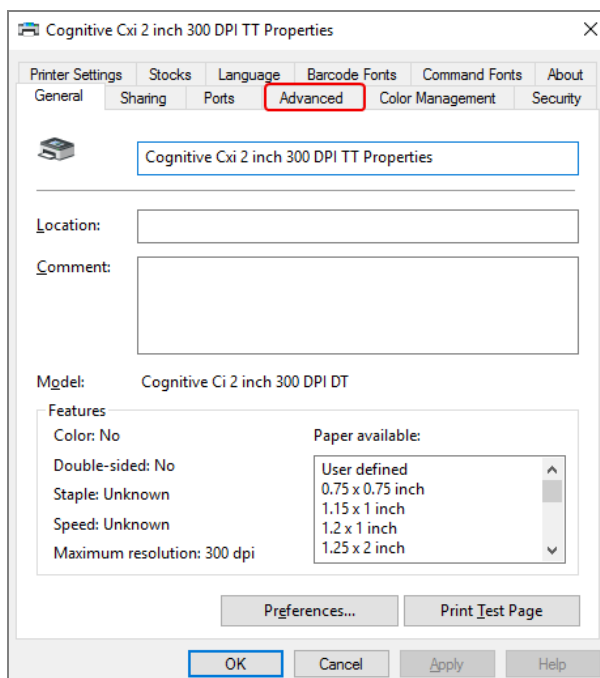 Cognitive Cxi 2 inch 300 DPI TT Properties
Printer Settings Stocks Language Barcode Fonts Command Fonts About
General Sharing Ports Advanced Color Management Security
Cognitive Cxi 2 inch 300 DPI TT Properties
Location:
Comment:
Model: Cognitive Ci 2 inch 300 DPI DT
Features
Color: No
Double-sided: No
Staple: Unknown
Speed: Unknown
Maximum resolution: 300 dpi
Paper available:
User defined
0.75 x 0.75 inch
1.15 x 1 inch
1.2 x 1 inch
1.25 x 2 inch
Preferences... Print Test Page
OK Cancel Apply Help